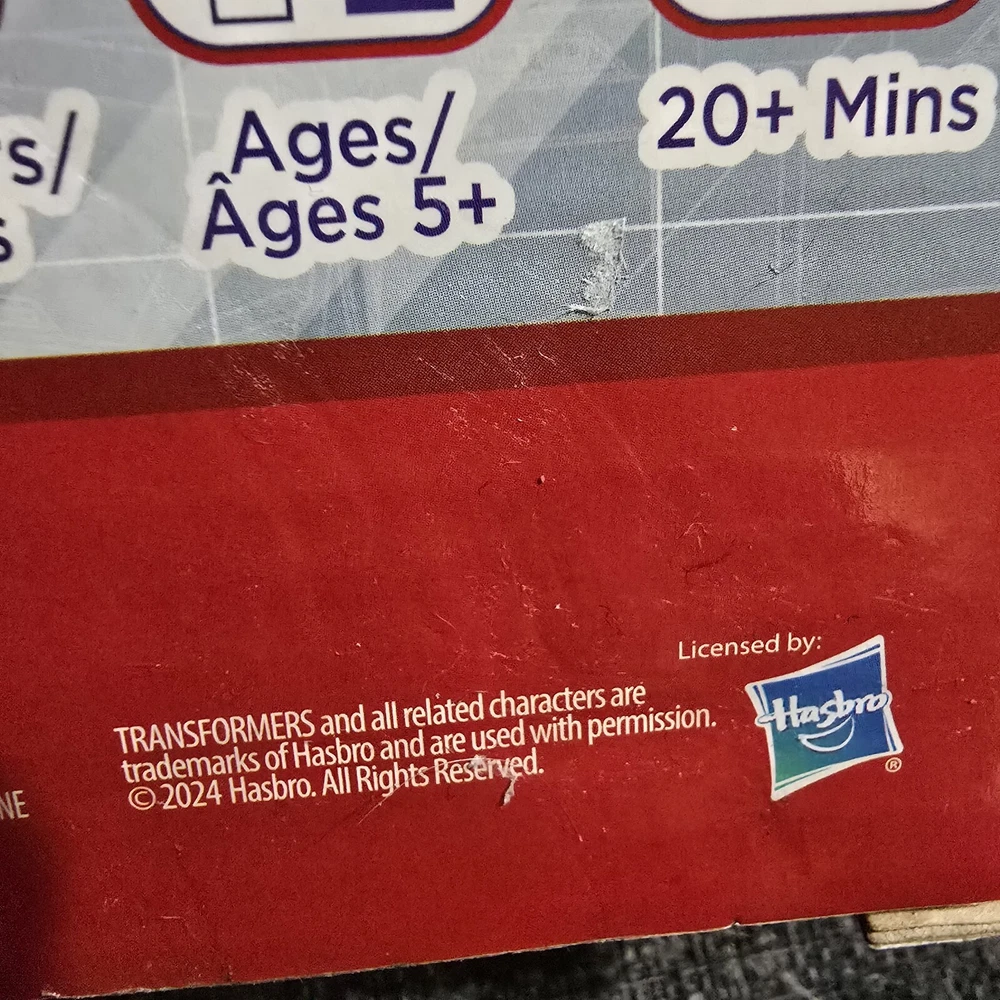 Ages/
Âges 5+
20+ Mins
Licensed by:
Hasbro
®
TRANSFORMERS and all related characters are
trademarks of Hasbro and are used with permission.
© 2024 Hasbro. All Rights Reserved.